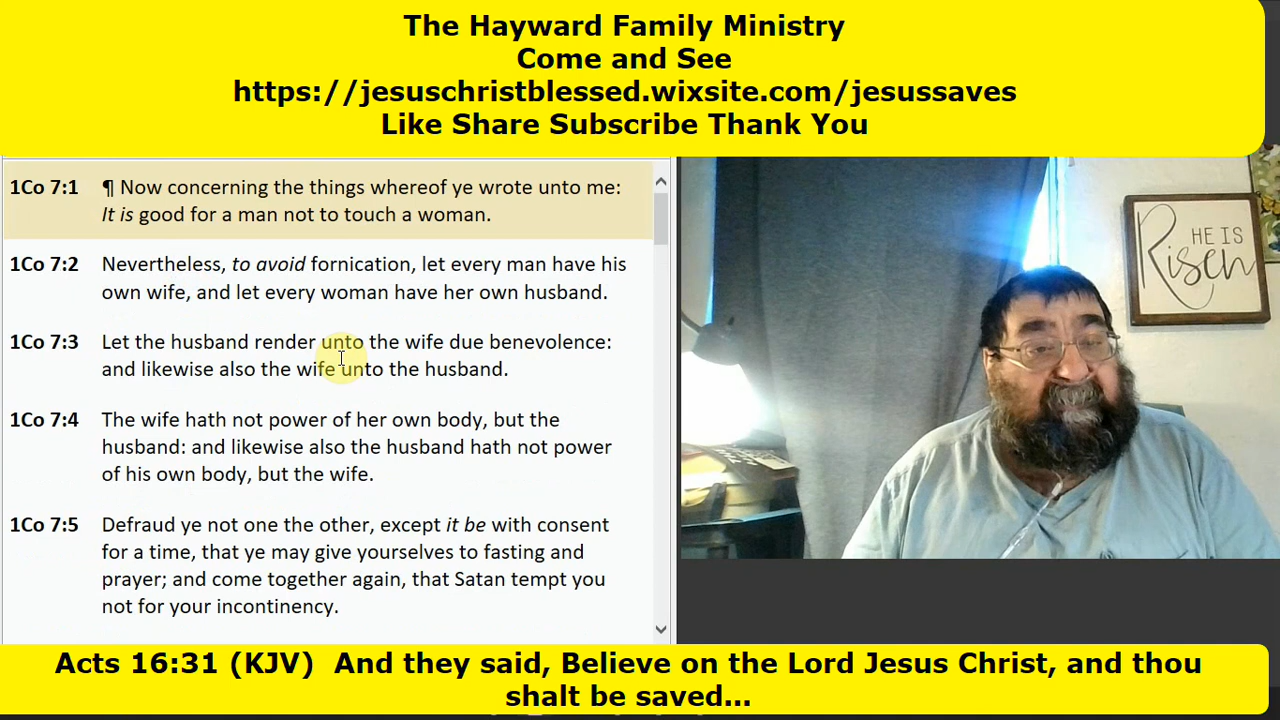 The Hayward Family Ministry
Come and See
https://jesuschristblessed.wixsite.com/jesussaves
Like Share Subscribe Thank You
1Co 7:1 ¶ Now concerning the things whereof ye wrote unto me:
It is good for a man not to touch a woman.
1Co 7:2 Nevertheless, to avoid fornication, let every man have his
own wife, and let every woman have her own husband.
1Co 7:3 Let the husband render unto the wife due benevolence:
and likewise also the wife unto the husband.
1Co 7:4 The wife hath not power of her own body, but the
husband: and likewise also the husband hath not power
of his own body, but the wife.
1Co 7:5 Defraud ye not one the other, except it be with consent
for a time, that ye may give yourselves to fasting and
prayer; and come together again, that Satan tempt you
not for your incontinency.
HE IS
Risen
Acts 16:31 (KJV) And they said, Believe on the Lord Jesus Christ, and thou
shalt be saved...